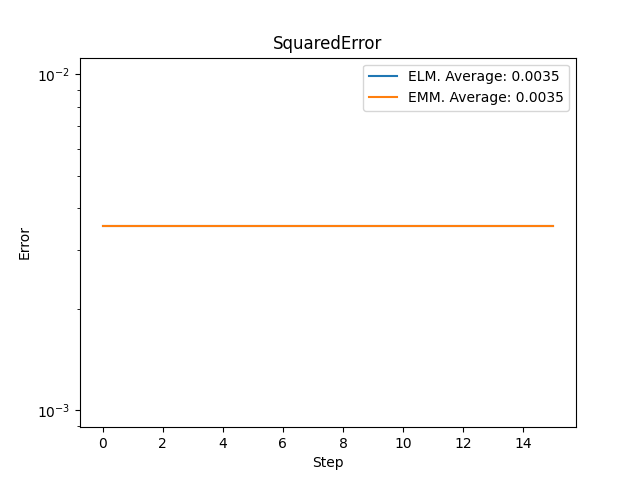 SquaredError
ELM. Average: 0.0035
EMM. Average: 0.0035
10⁻²
10⁻³
Error
0 2 4 6 8 10 12 14
Step